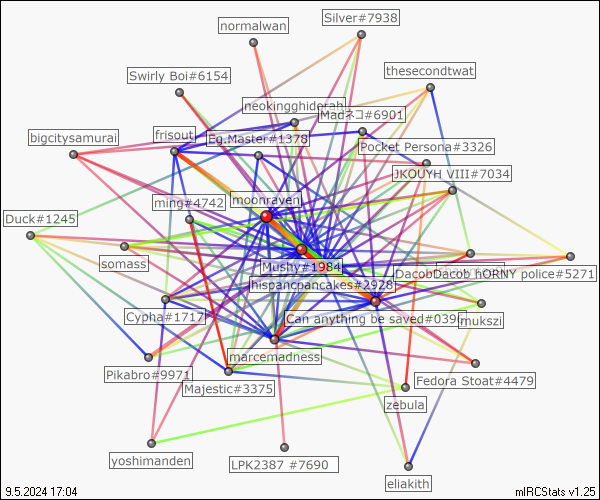 Silver#7938
normalwan
thesecondtwat
Swirly Boi#6154
neokingghiderah
Madネコ#6901
frisout
Eg.Master#1378
bigcitysamurai
Pocket Persona#3326
JKOUYH_VIII#7034
moonraven
ming#4742
Duck#1245
somass
Mushy#1984
DacobDacob
hORNY police#5271
hispancpancakes#2928
Cypha#1717
Can anything be saved#039
mukszi
marcemadness
Pikabro#9971
Majestic#3375
Fedora Stoat#4479
zebula
yoshimanden
LPK2387 #7690
eliakith
9.5.2024 17:04
mIRCStats v1.25